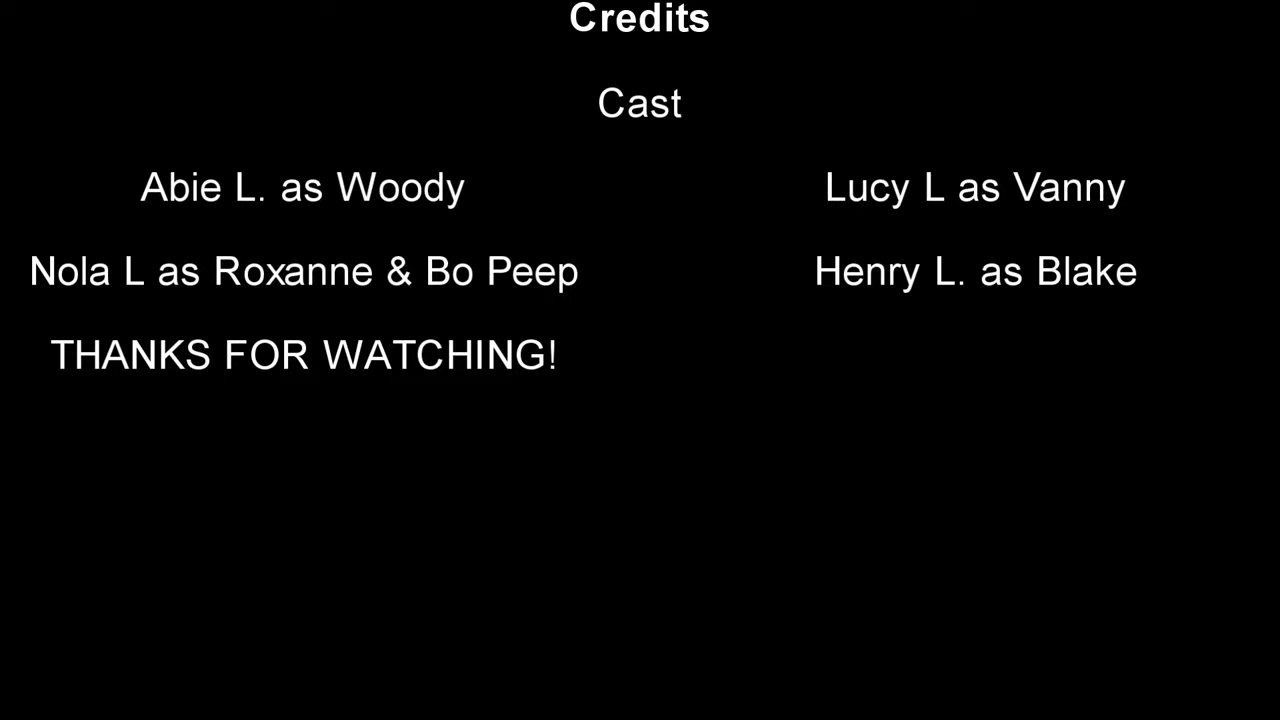 Credits
Cast
Abie L. as Woody
Lucy L as Vanny
Nola L as Roxanne & Bo Peep
Henry L. as Blake
THANKS FOR WATCHING!